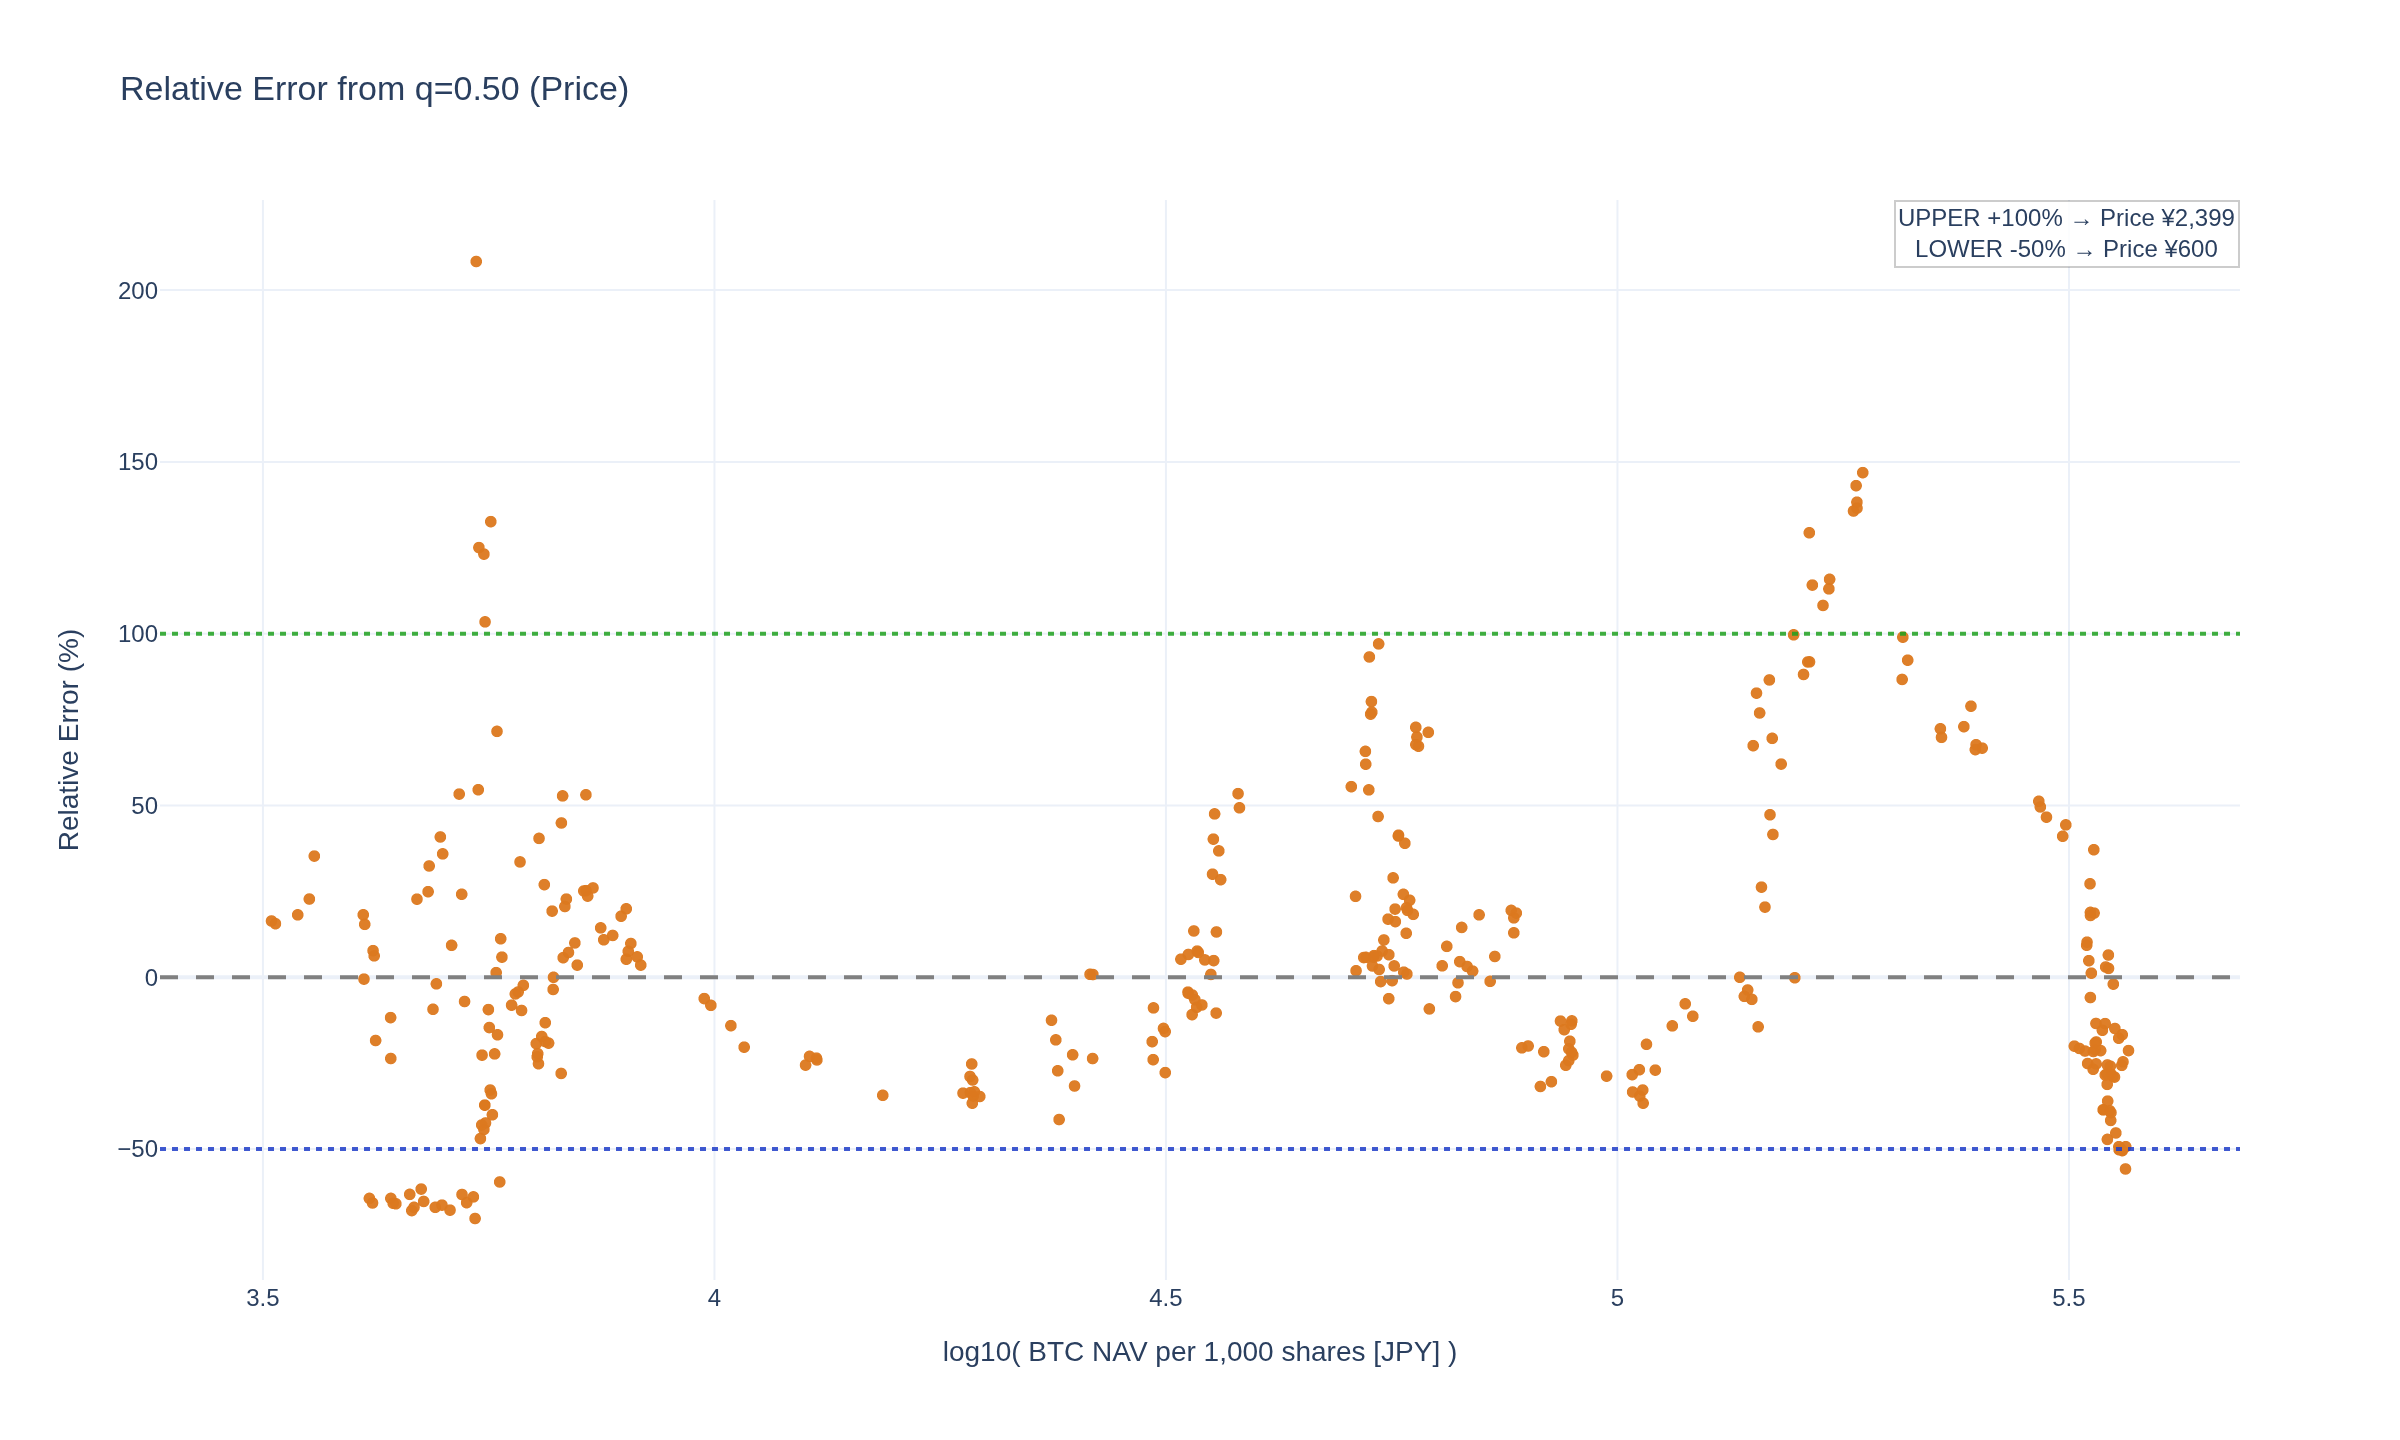 Relative Error from q=0.50 (Price)
UPPER +100% → Price ¥2,399
LOWER -50% → Price ¥600
200
150
100
50
0
−50
Relative Error (%)
3.5
4
4.5
5
5.5
log10( BTC NAV per 1,000 shares [JPY] )